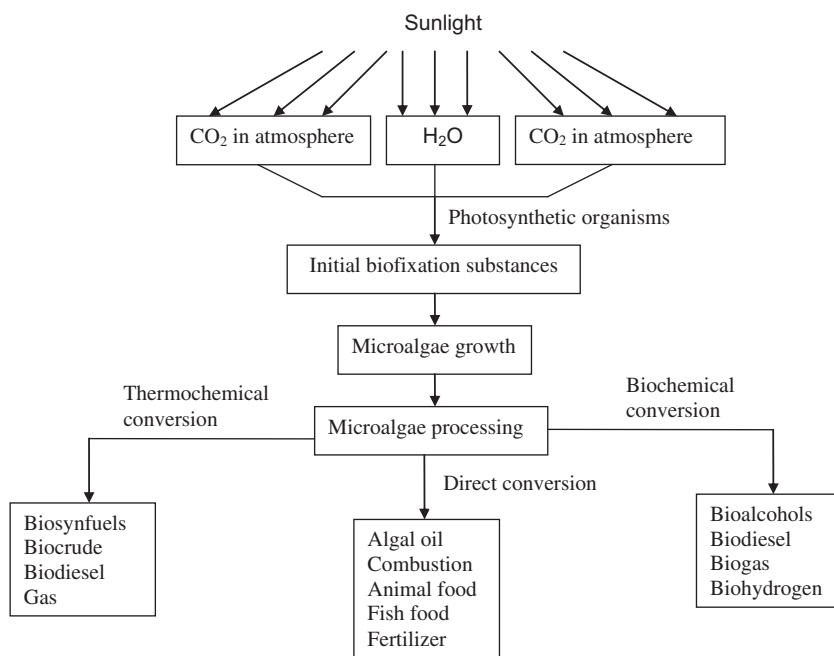 Sunlight
CO₂ in atmosphere
H₂O
CO₂ in atmosphere
Photosynthetic organisms
Initial biofixation substances
Microalgae growth
Thermochemical
conversion
Biochemical
conversion
Microalgae processing
Direct conversion
Biosynfuels
Biocrude
Biodiesel
Gas
Algal oil
Combustion
Animal food
Fish food
Fertilizer
Bioalcohols
Biodiesel
Biogas
Biohydrogen